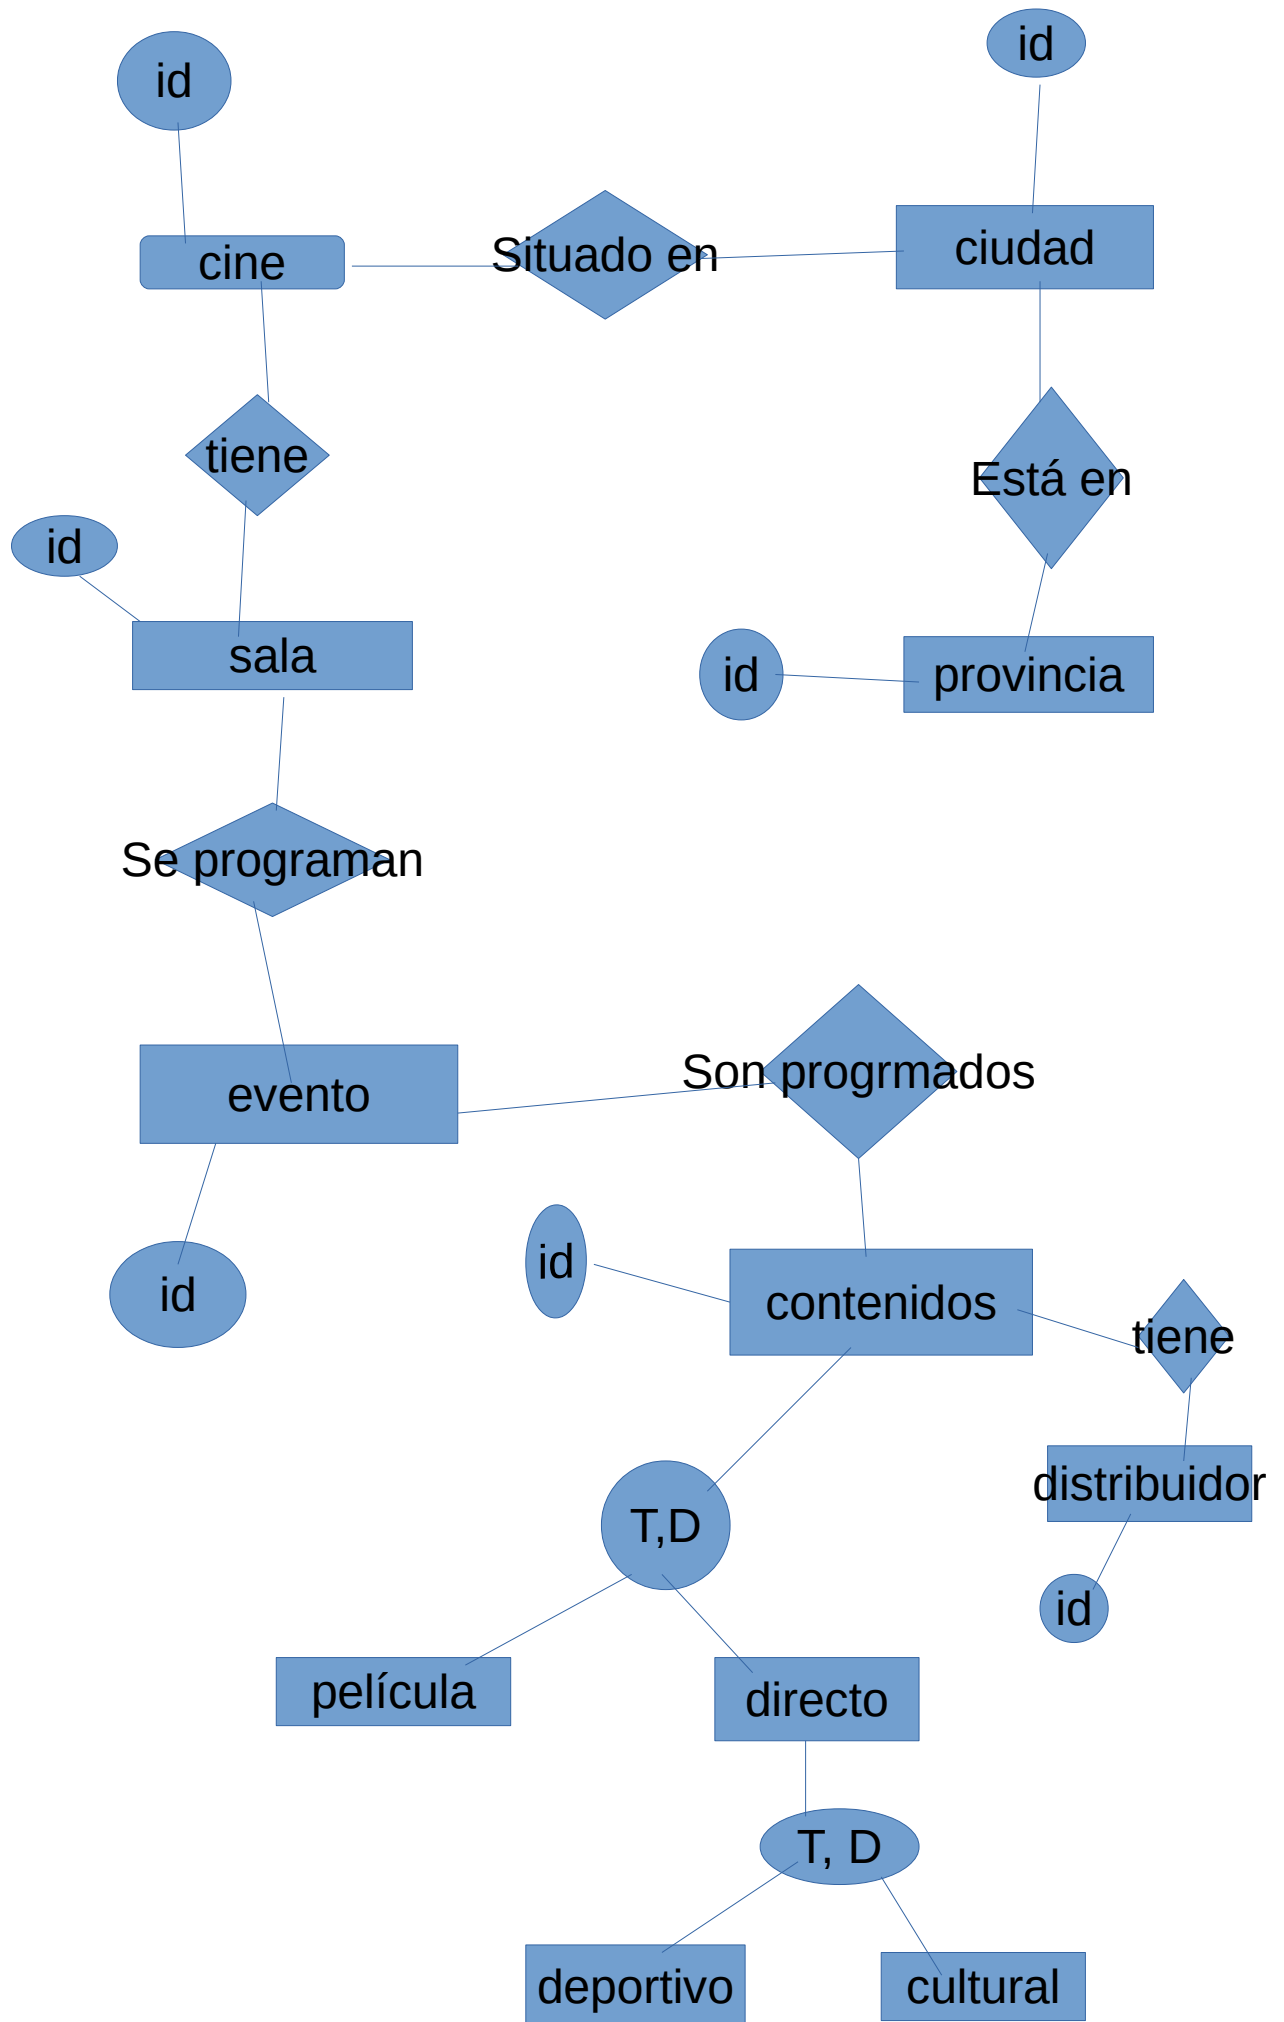 id
id
cine
Situado en
ciudad
tiene
Está en
id
sala
id
provincia
Se programan
evento
Son progrmados
id
id
contenidos
tiene
distribuidor
T,D
id
película
directo
T, D
deportivo
cultural